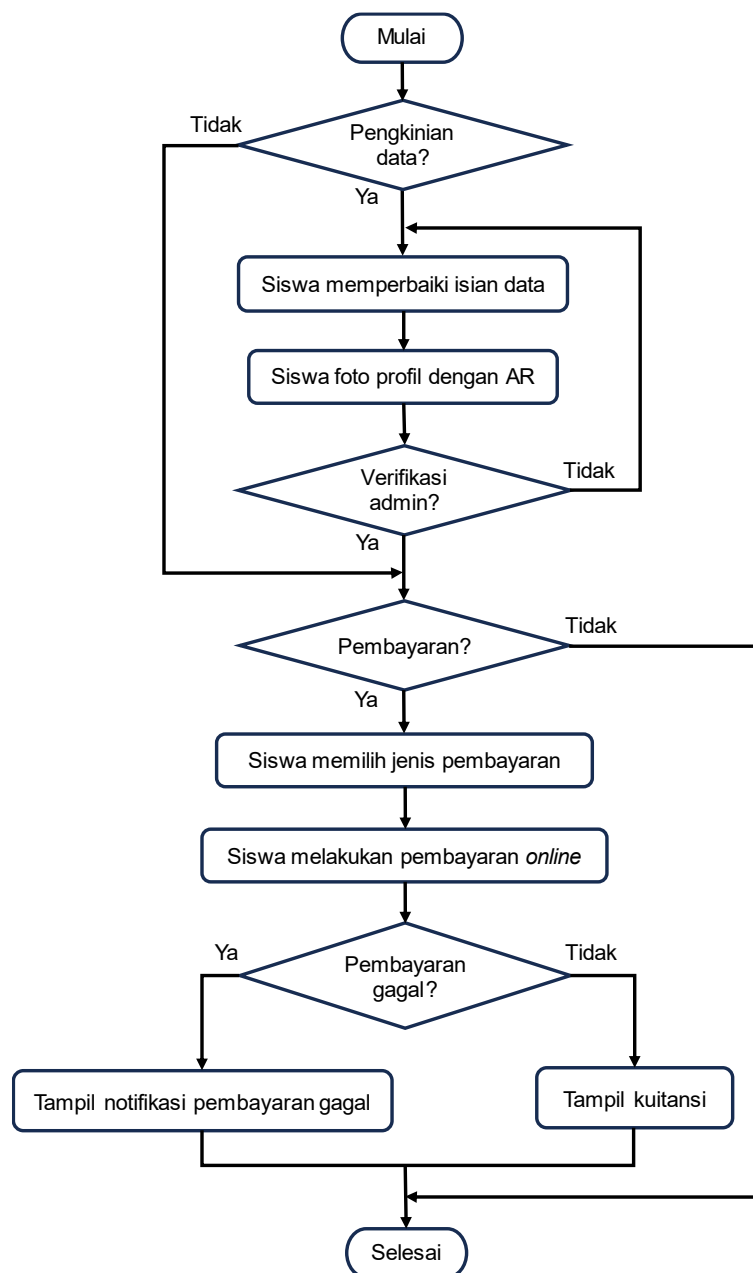 Mulai
Tidak
Pengkinian
data?
Ya
Siswa memperbaiki isian data
Siswa foto profil dengan AR
Verifikasi
admin?
Tidak
Ya
Pembayaran?
Tidak
Ya
Siswa memilih jenis pembayaran
Siswa melakukan pembayaran online
Ya
Pembayaran
gagal?
Tidak
Tampil notifikasi pembayaran gagal
Tampil kuitansi
Selesai